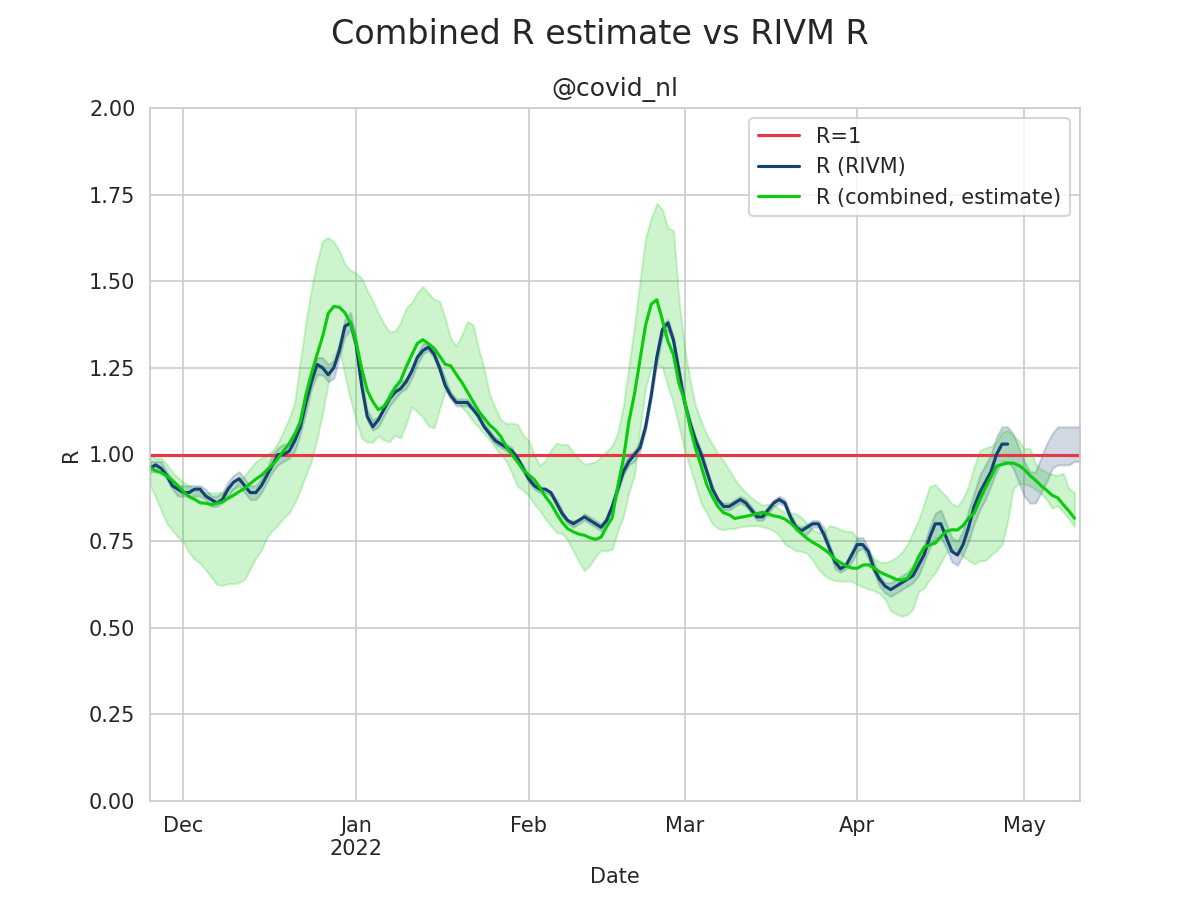 Combined R estimate vs RIVM R
@covid_nl
R=1
R (RIVM)
R (combined, estimate)
2.00
1.75
1.50
1.25
1.00
0.75
0.50
0.25
0.00
R
Dec
Jan
2022
Feb
Mar
Apr
May
Date